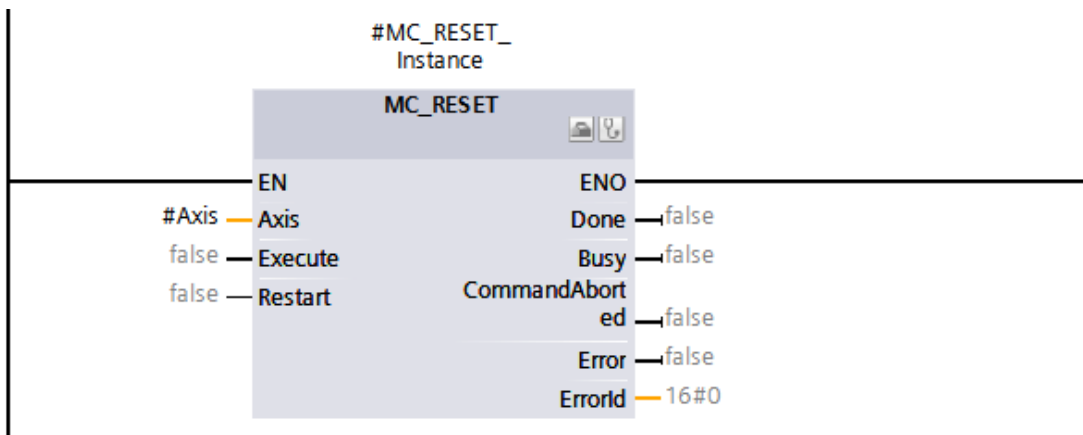 #MC_RESET_
Instance
MC_RESET
EN ENO
#Axis Axis Done false
false Execute Busy false
false Restart CommandAbort
ed false
Error false
ErrorId 16#0